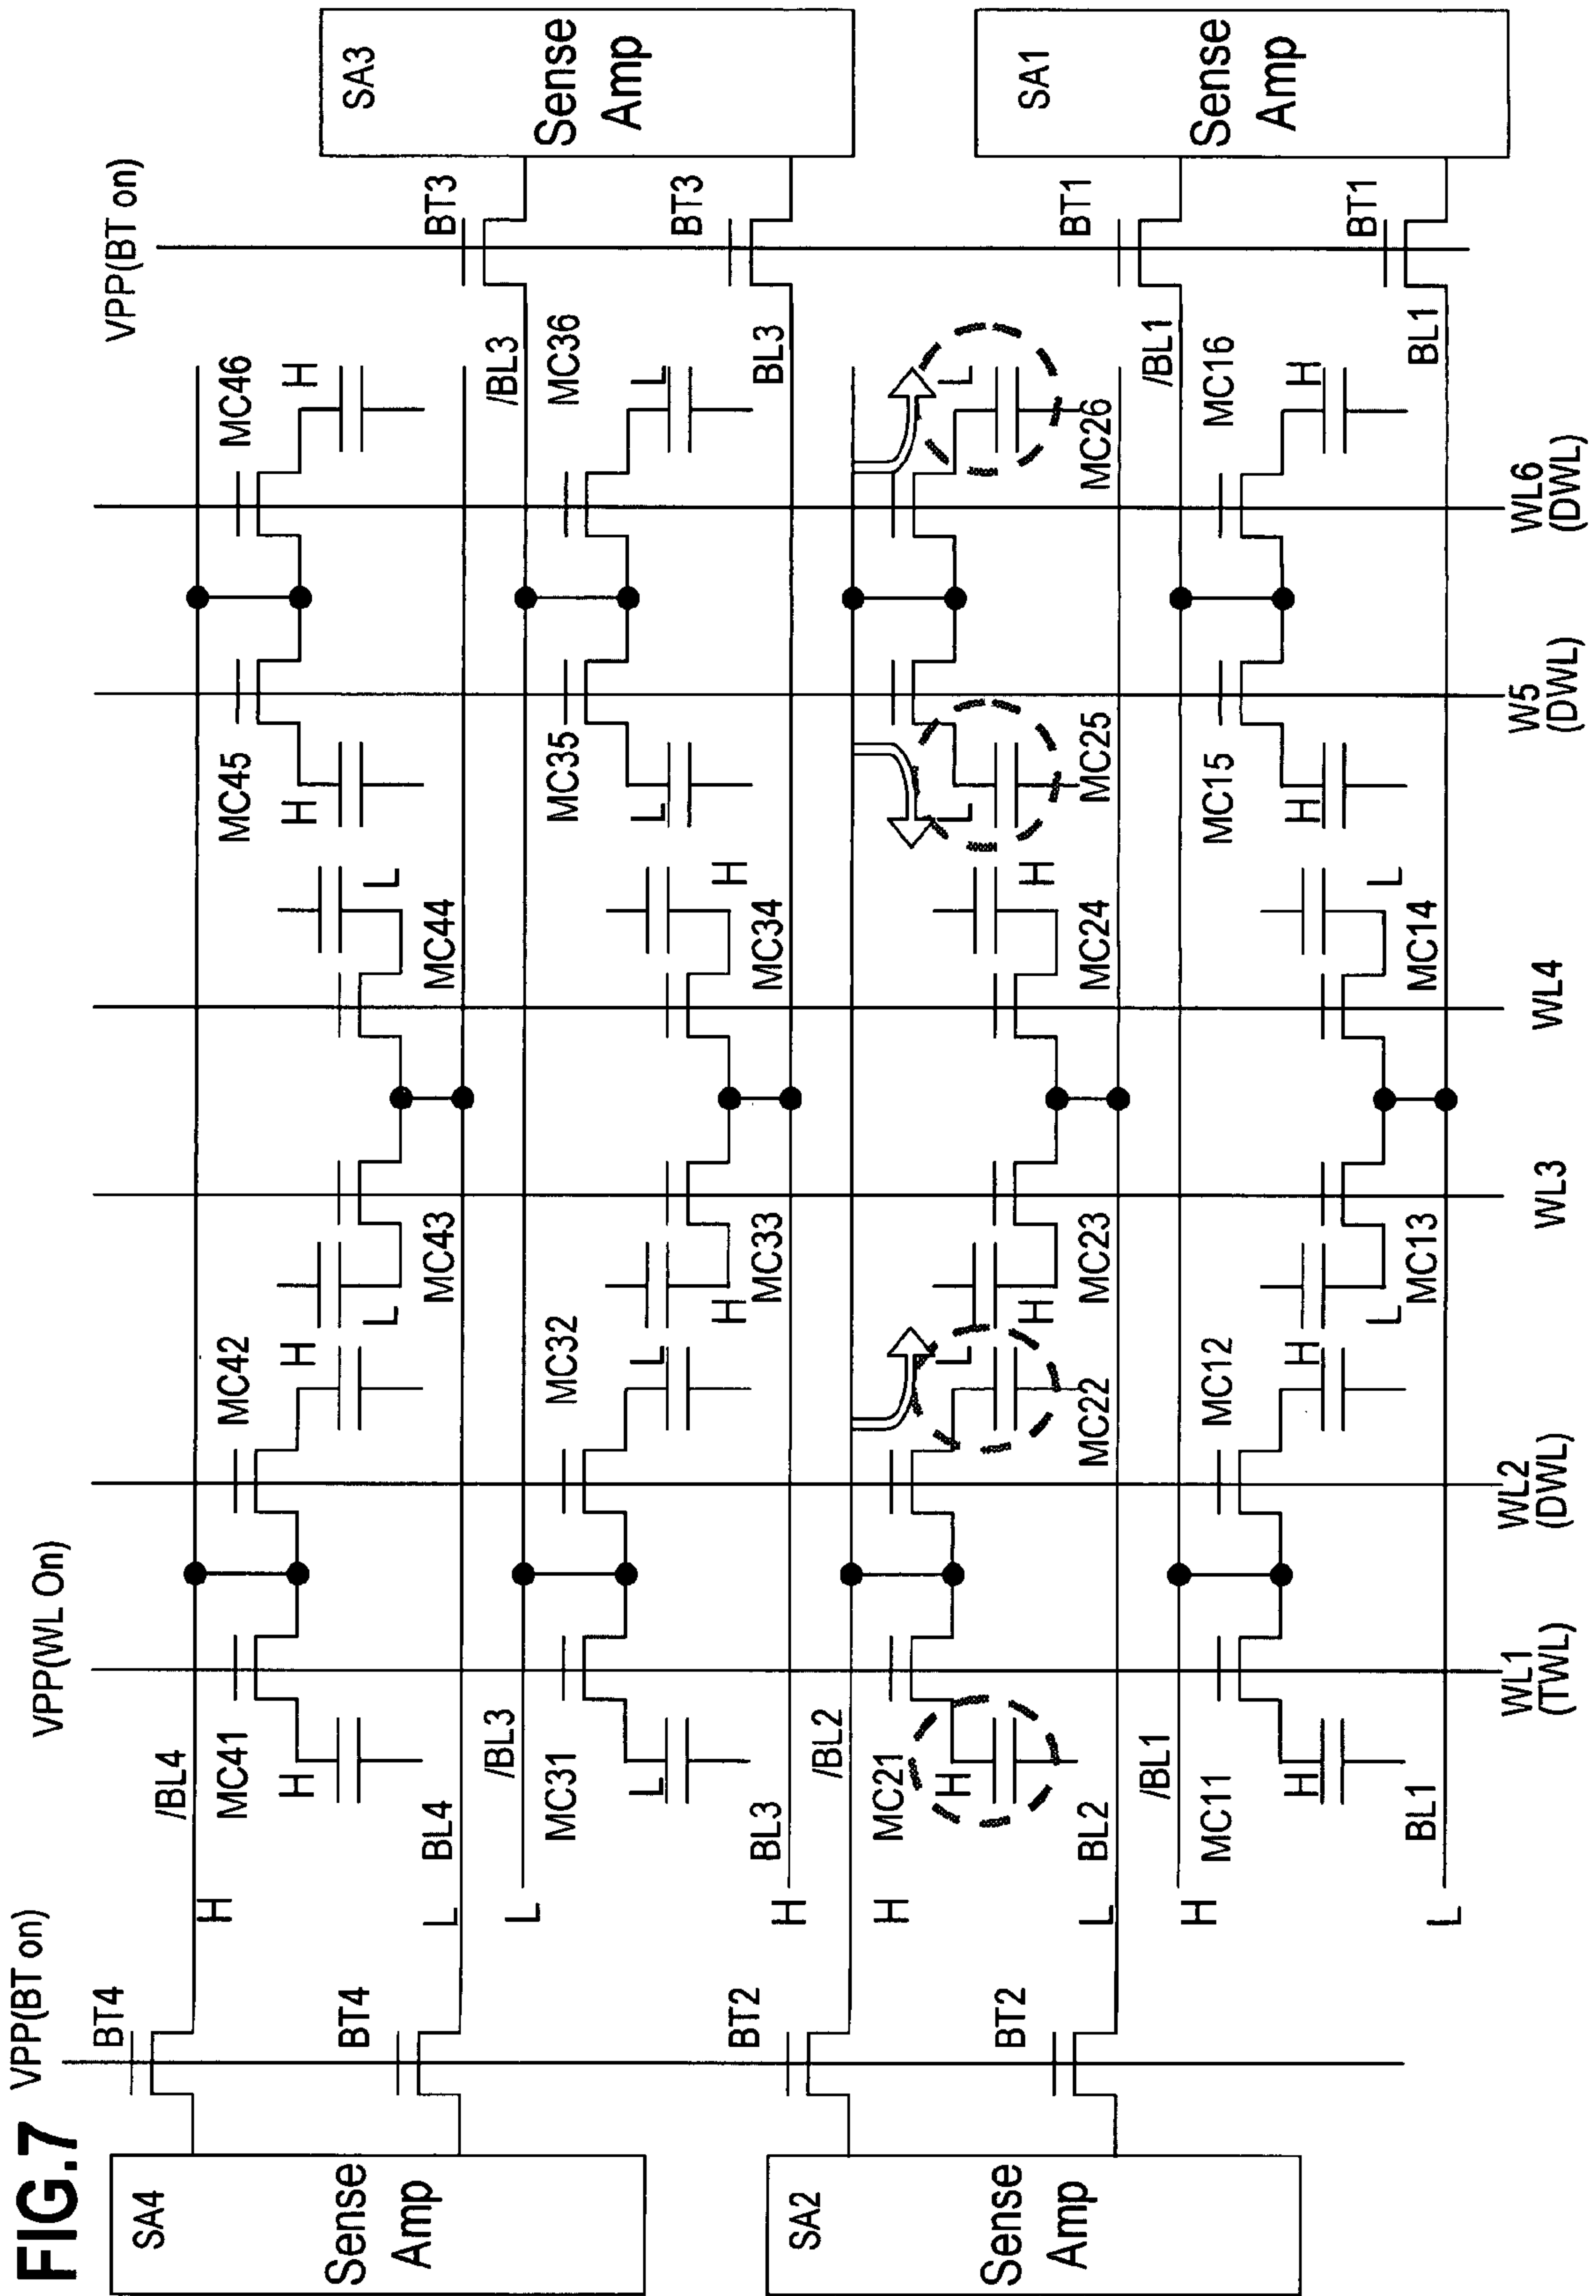 FIG.7
VPP(BT on)
VPP(WL On)
VPP(BT on)
SA4
Sense
Amp
BT4
H
/BL4
MC41
H
MC42
H
MC45
H
MC46
H
BT4
L
BL4
L
MC43
MC44
L
SA3
Sense
Amp
BT3
L
/BL3
MC31
L
MC32
L
MC35
L
MC36
L
/BL3
BT3
H
BL3
H
MC33
MC34
H
BL3
SA2
Sense
Amp
BT2
H
/BL2
MC21
H
L
L
L
BT2
L
BL2
MC22
H
MC23
MC24
H
MC25
MC26
SA1
Sense
Amp
BT1
H
/BL1
MC11
H
MC12
H
MC15
H
MC16
H
/BL1
BT1
L
BL1
L
MC13
MC14
L
BL1
WL1
(TWL)
WL2
(DWL)
WL3
WL4
W5
(DWL)
WL6
(DWL)